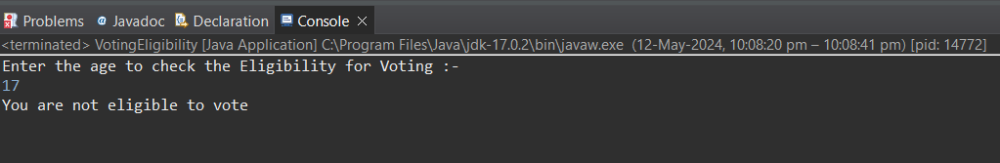 Problems @ Javadoc Declaration Console
<terminated> VotingEligibility [Java Application] C:\Program Files\Java\jdk-17.0.2\bin\javaw.exe (12-May-2024, 10:08:20 pm – 10:08:41 pm) [pid: 14772]
Enter the age to check the Eligibility for Voting :-
17
You are not eligible to vote